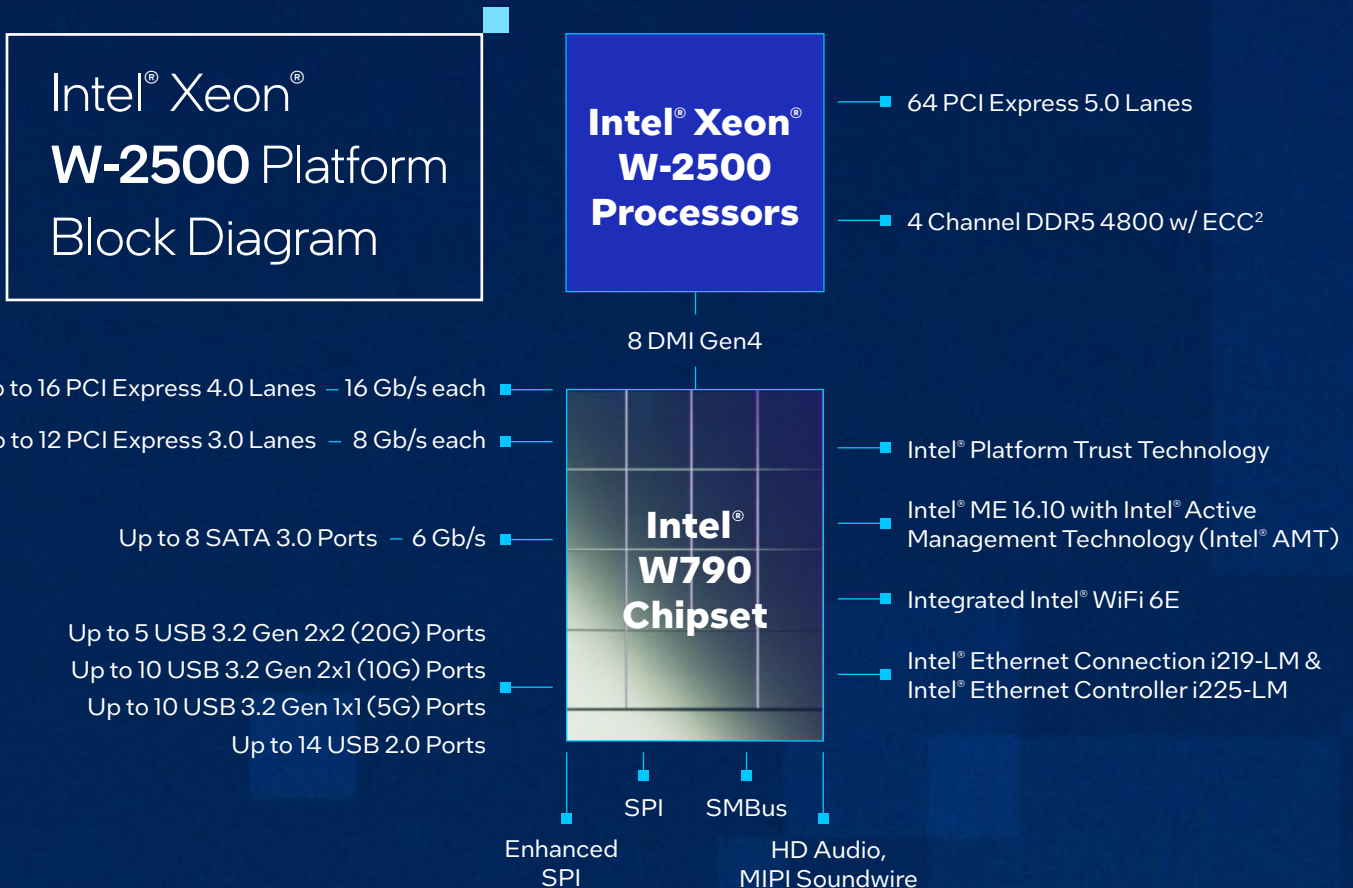 Intel® Xeon®
W-2500 Platform
Block Diagram
Intel® Xeon®
W-2500
Processors
64 PCI Express 5.0 Lanes
4 Channel DDR5 4800 w/ ECC²
8 DMI Gen4
to 16 PCI Express 4.0 Lanes – 16 Gb/s each
to 12 PCI Express 3.0 Lanes – 8 Gb/s each
Up to 8 SATA 3.0 Ports – 6 Gb/s
Up to 5 USB 3.2 Gen 2x2 (20G) Ports
Up to 10 USB 3.2 Gen 2x1 (10G) Ports
Up to 10 USB 3.2 Gen 1x1 (5G) Ports
Up to 14 USB 2.0 Ports
Intel®
W790
Chipset
Intel® Platform Trust Technology
Intel® ME 16.10 with Intel® Active
Management Technology (Intel® AMT)
Integrated Intel® WiFi 6E
Intel® Ethernet Connection i219-LM &
Intel® Ethernet Controller i225-LM
SPI
SMBus
Enhanced
SPI
HD Audio,
MIPI Soundwire